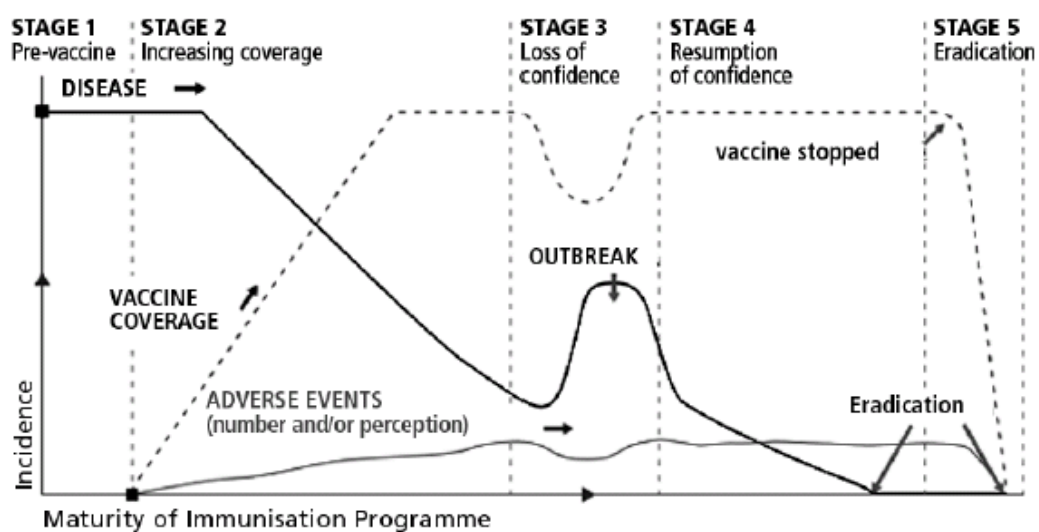 STAGE 1
Pre-vaccine
STAGE 2
Increasing coverage
STAGE 3
Loss of
confidence
STAGE 4
Resumption
of confidence
STAGE 5
Eradication
DISEASE
vaccine stopped
OUTBREAK
VACCINE
COVERAGE
ADVERSE EVENTS
(number and/or perception)
Eradication
Incidence
Maturity of Immunisation Programme